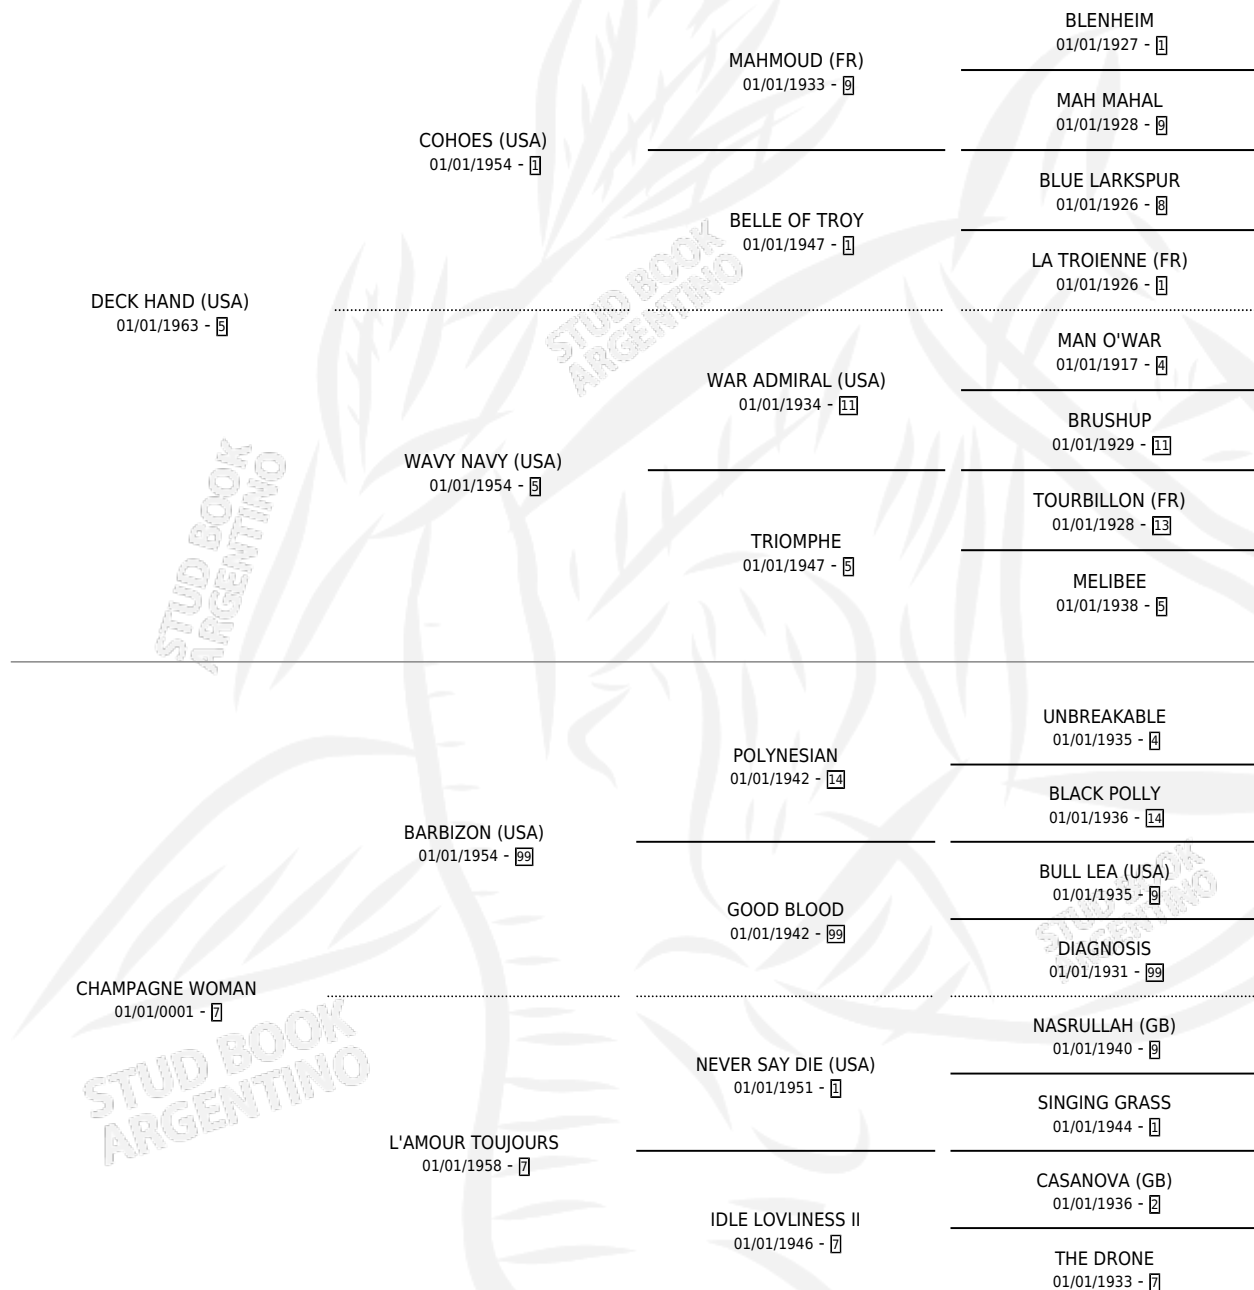 BLENHEIM
01/01/1927 - 1
MAHMOUD (FR)
01/01/1933 - 9
MAH MAHAL
01/01/1928 - 9
COHOES (USA)
01/01/1954 - 1
BLUE LARKSPUR
01/01/1926 - 8
BELLE OF TROY
01/01/1947 - 1
LA TROIENNE (FR)
01/01/1926 - 1
DECK HAND (USA)
01/01/1963 - 5
MAN O'WAR
01/01/1917 - 4
WAR ADMIRAL (USA)
01/01/1934 - 11
BRUSHUP
01/01/1929 - 11
WAVY NAVY (USA)
01/01/1954 - 5
TOURBILLON (FR)
01/01/1928 - 13
TRIOMPHE
01/01/1947 - 5
MELIBEE
01/01/1938 - 5
UNBREAKABLE
01/01/1935 - 4
POLYNESIAN
01/01/1942 - 14
BLACK POLLY
01/01/1936 - 14
BARBIZON (USA)
01/01/1954 - 99
BULL LEA (USA)
01/01/1935 - 9
GOOD BLOOD
01/01/1942 - 99
DIAGNOSIS
01/01/1931 - 99
CHAMPAGNE WOMAN
01/01/0001 - 7
NASRULLAH (GB)
01/01/1940 - 9
NEVER SAY DIE (USA)
01/01/1951 - 1
SINGING GRASS
01/01/1944 - 1
L'AMOUR TOUJOURS
01/01/1958 - 7
CASANOVA (GB)
01/01/1936 - 2
IDLE LOVLINESS II
01/01/1946 - 7
THE DRONE
01/01/1933 - 7
STUD BOOK
ARGENTINO
STUD BOOK
ARGENTINO
STUD BOOK
ARGENTINO
STUD BOOK
ARGENTINO